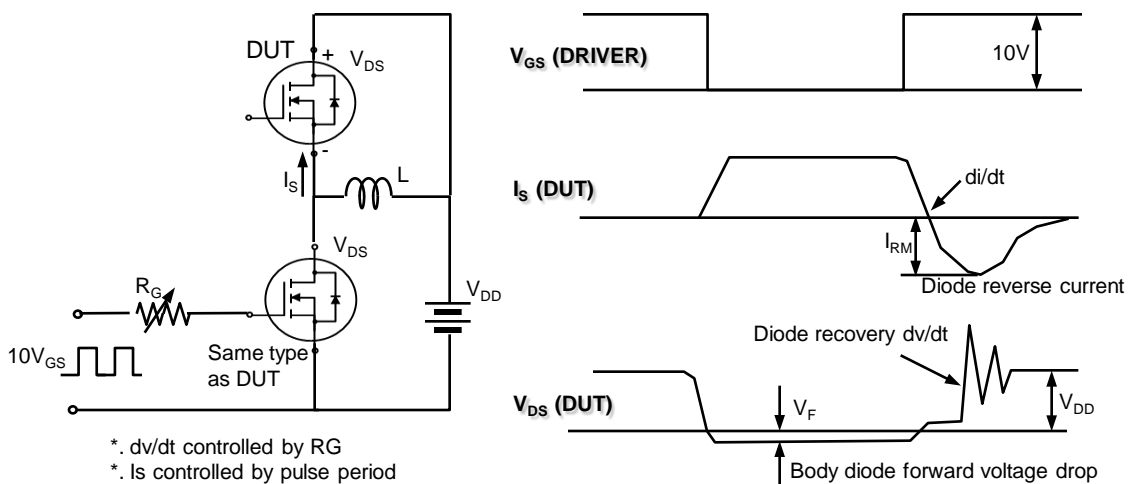 DUT
+
V_DS
-
I_S
L
V_DS
R_G
V_DD
10V_GS
Same type
as DUT
*. dv/dt controlled by RG
*. Is controlled by pulse period
V_GS (DRIVER)
10V
I_S (DUT)
di/dt
I_RM
Diode reverse current
Diode recovery dv/dt
V_DS (DUT)
V_F
V_DD
Body diode forward voltage drop